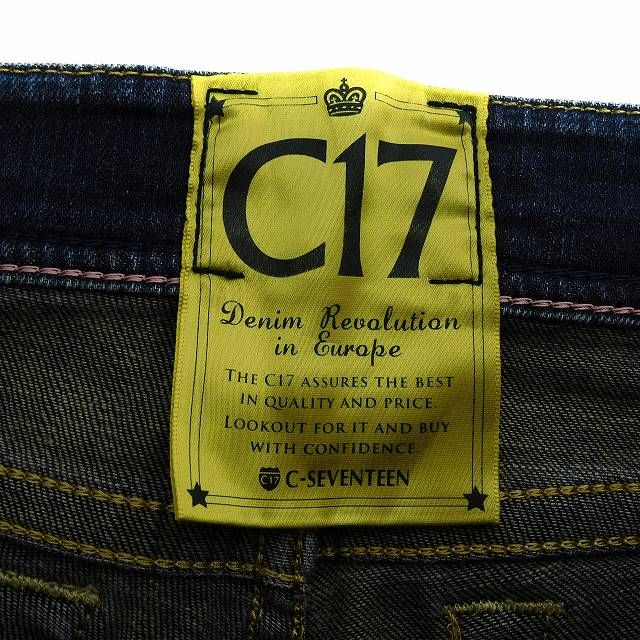 C17
Denim Revolution
in Europe
THE C17 ASSURES THE BEST
IN QUALITY AND PRICE.
LOOKOUT FOR IT AND BUY
WITH CONFIDENCE.
C17 C-SEVENTEEN